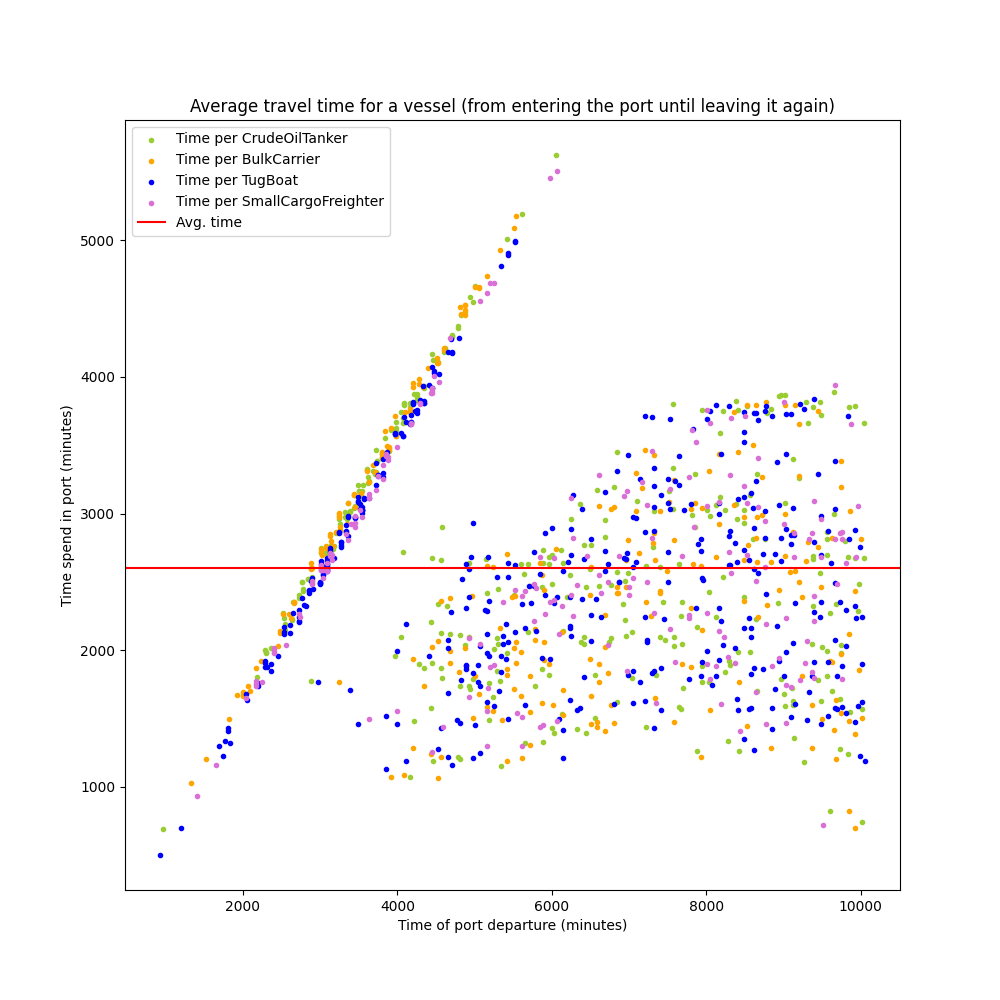 Average travel time for a vessel (from entering the port until leaving it again)
Time per CrudeOilTanker
Time per BulkCarrier
Time per TugBoat
Time per SmallCargoFreighter
Avg. time
Time spend in port (minutes)
5000
4000
3000
2000
1000
2000 4000 6000 8000 10000
Time of port departure (minutes)